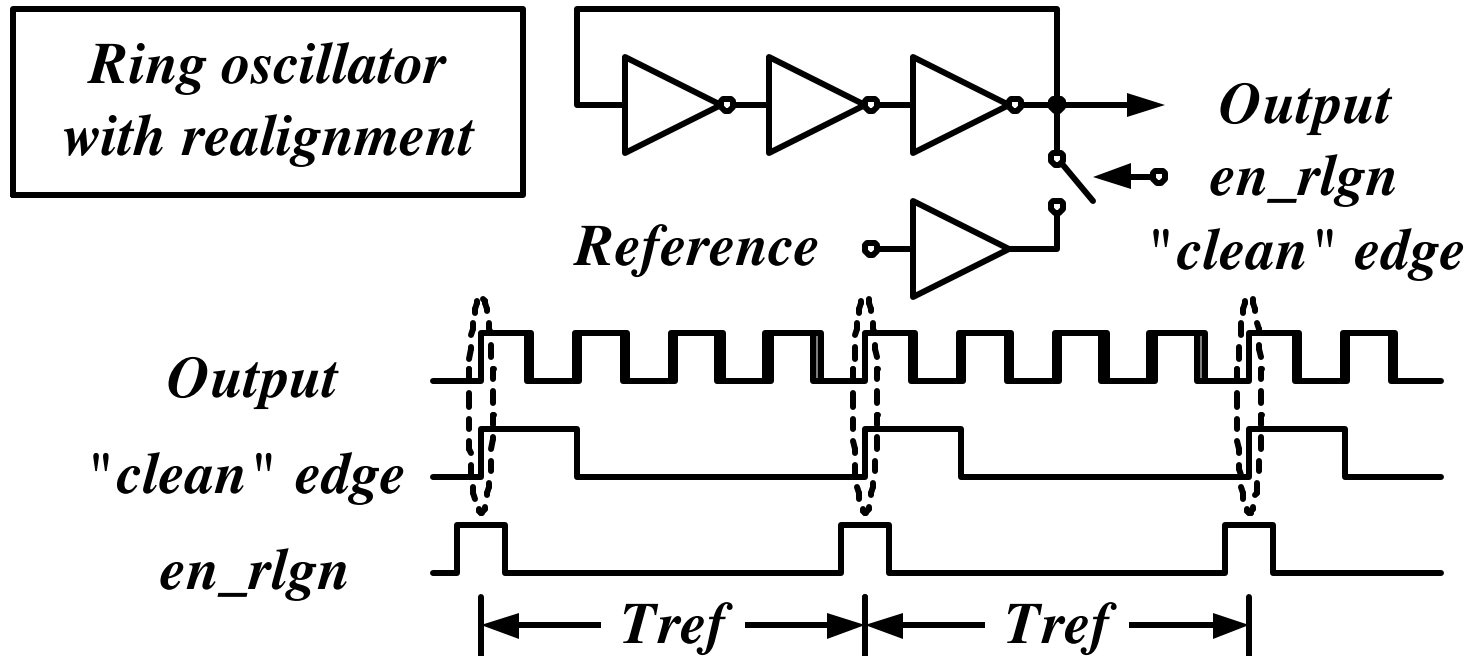 Ring oscillator
with realignment
Output
en_rlgn
Reference
"clean" edge
Output
"clean" edge
en_rlgn
Tref
Tref